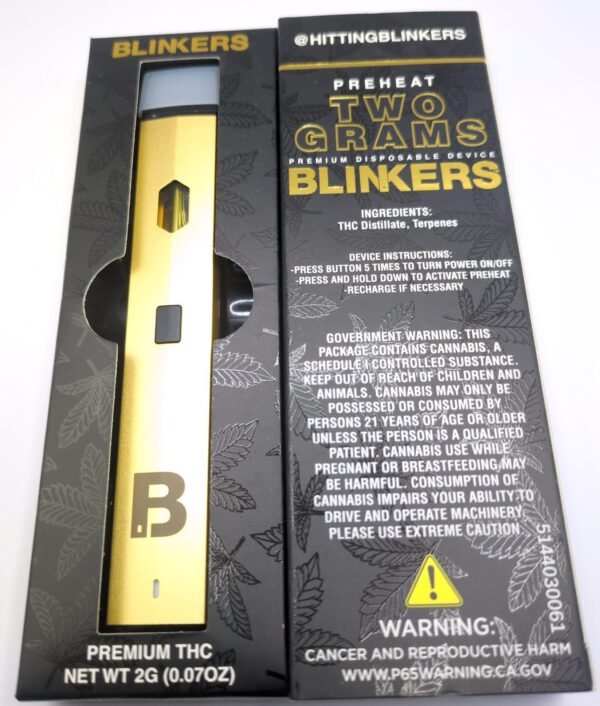 BLINKERS
B
PREMIUM THC
NET WT 2G (0.07OZ)
@HITTINGBLINKERS
PREHEAT
TWO
GRAMS
PREMIUM DISPOSABLE DEVICE
BLINKERS
INGREDIENTS:
THC Distillate, Terpenes
DEVICE INSTRUCTIONS:
-PRESS BUTTON 5 TIMES TO TURN POWER ON/OFF
-PRESS AND HOLD DOWN TO ACTIVATE PREHEAT
-RECHARGE IF NECESSARY
GOVERNMENT WARNING: THIS
PACKAGE CONTAINS CANNABIS, A
SCHEDULE I CONTROLLED SUBSTANCE.
KEEP OUT OF REACH OF CHILDREN AND
ANIMALS. CANNABIS MAY ONLY BE
POSSESSED OR CONSUMED BY
PERSONS 21 YEARS OF AGE OR OLDER
UNLESS THE PERSON IS A QUALIFIED
PATIENT. CANNABIS USE WHILE
PREGNANT OR BREASTFEEDING MAY
BE HARMFUL. CONSUMPTION OF
CANNABIS IMPAIRS YOUR ABILITY TO
DRIVE AND OPERATE MACHINERY.
PLEASE USE EXTREME CAUTION
5144030061
WARNING:
CANCER AND REPRODUCTIVE HARM
WWW.P65WARNING.CA.GOV